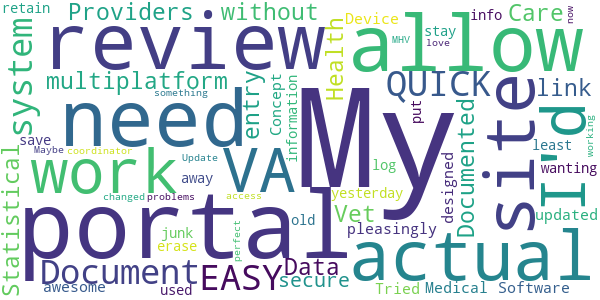 retain Providers without Device Care info now
review allow
system multiplatform entry Health Concept MHV stay love put QUICK link
need something information My site I'd
Statistical work VA log Documented designed least wanting
save Maybe coordinator Update away yesterday working
portal changed problems access Vet pleasingly updated
junk old actual
Document erase EASY Data perfect secure Tried Medical Software
awesome used